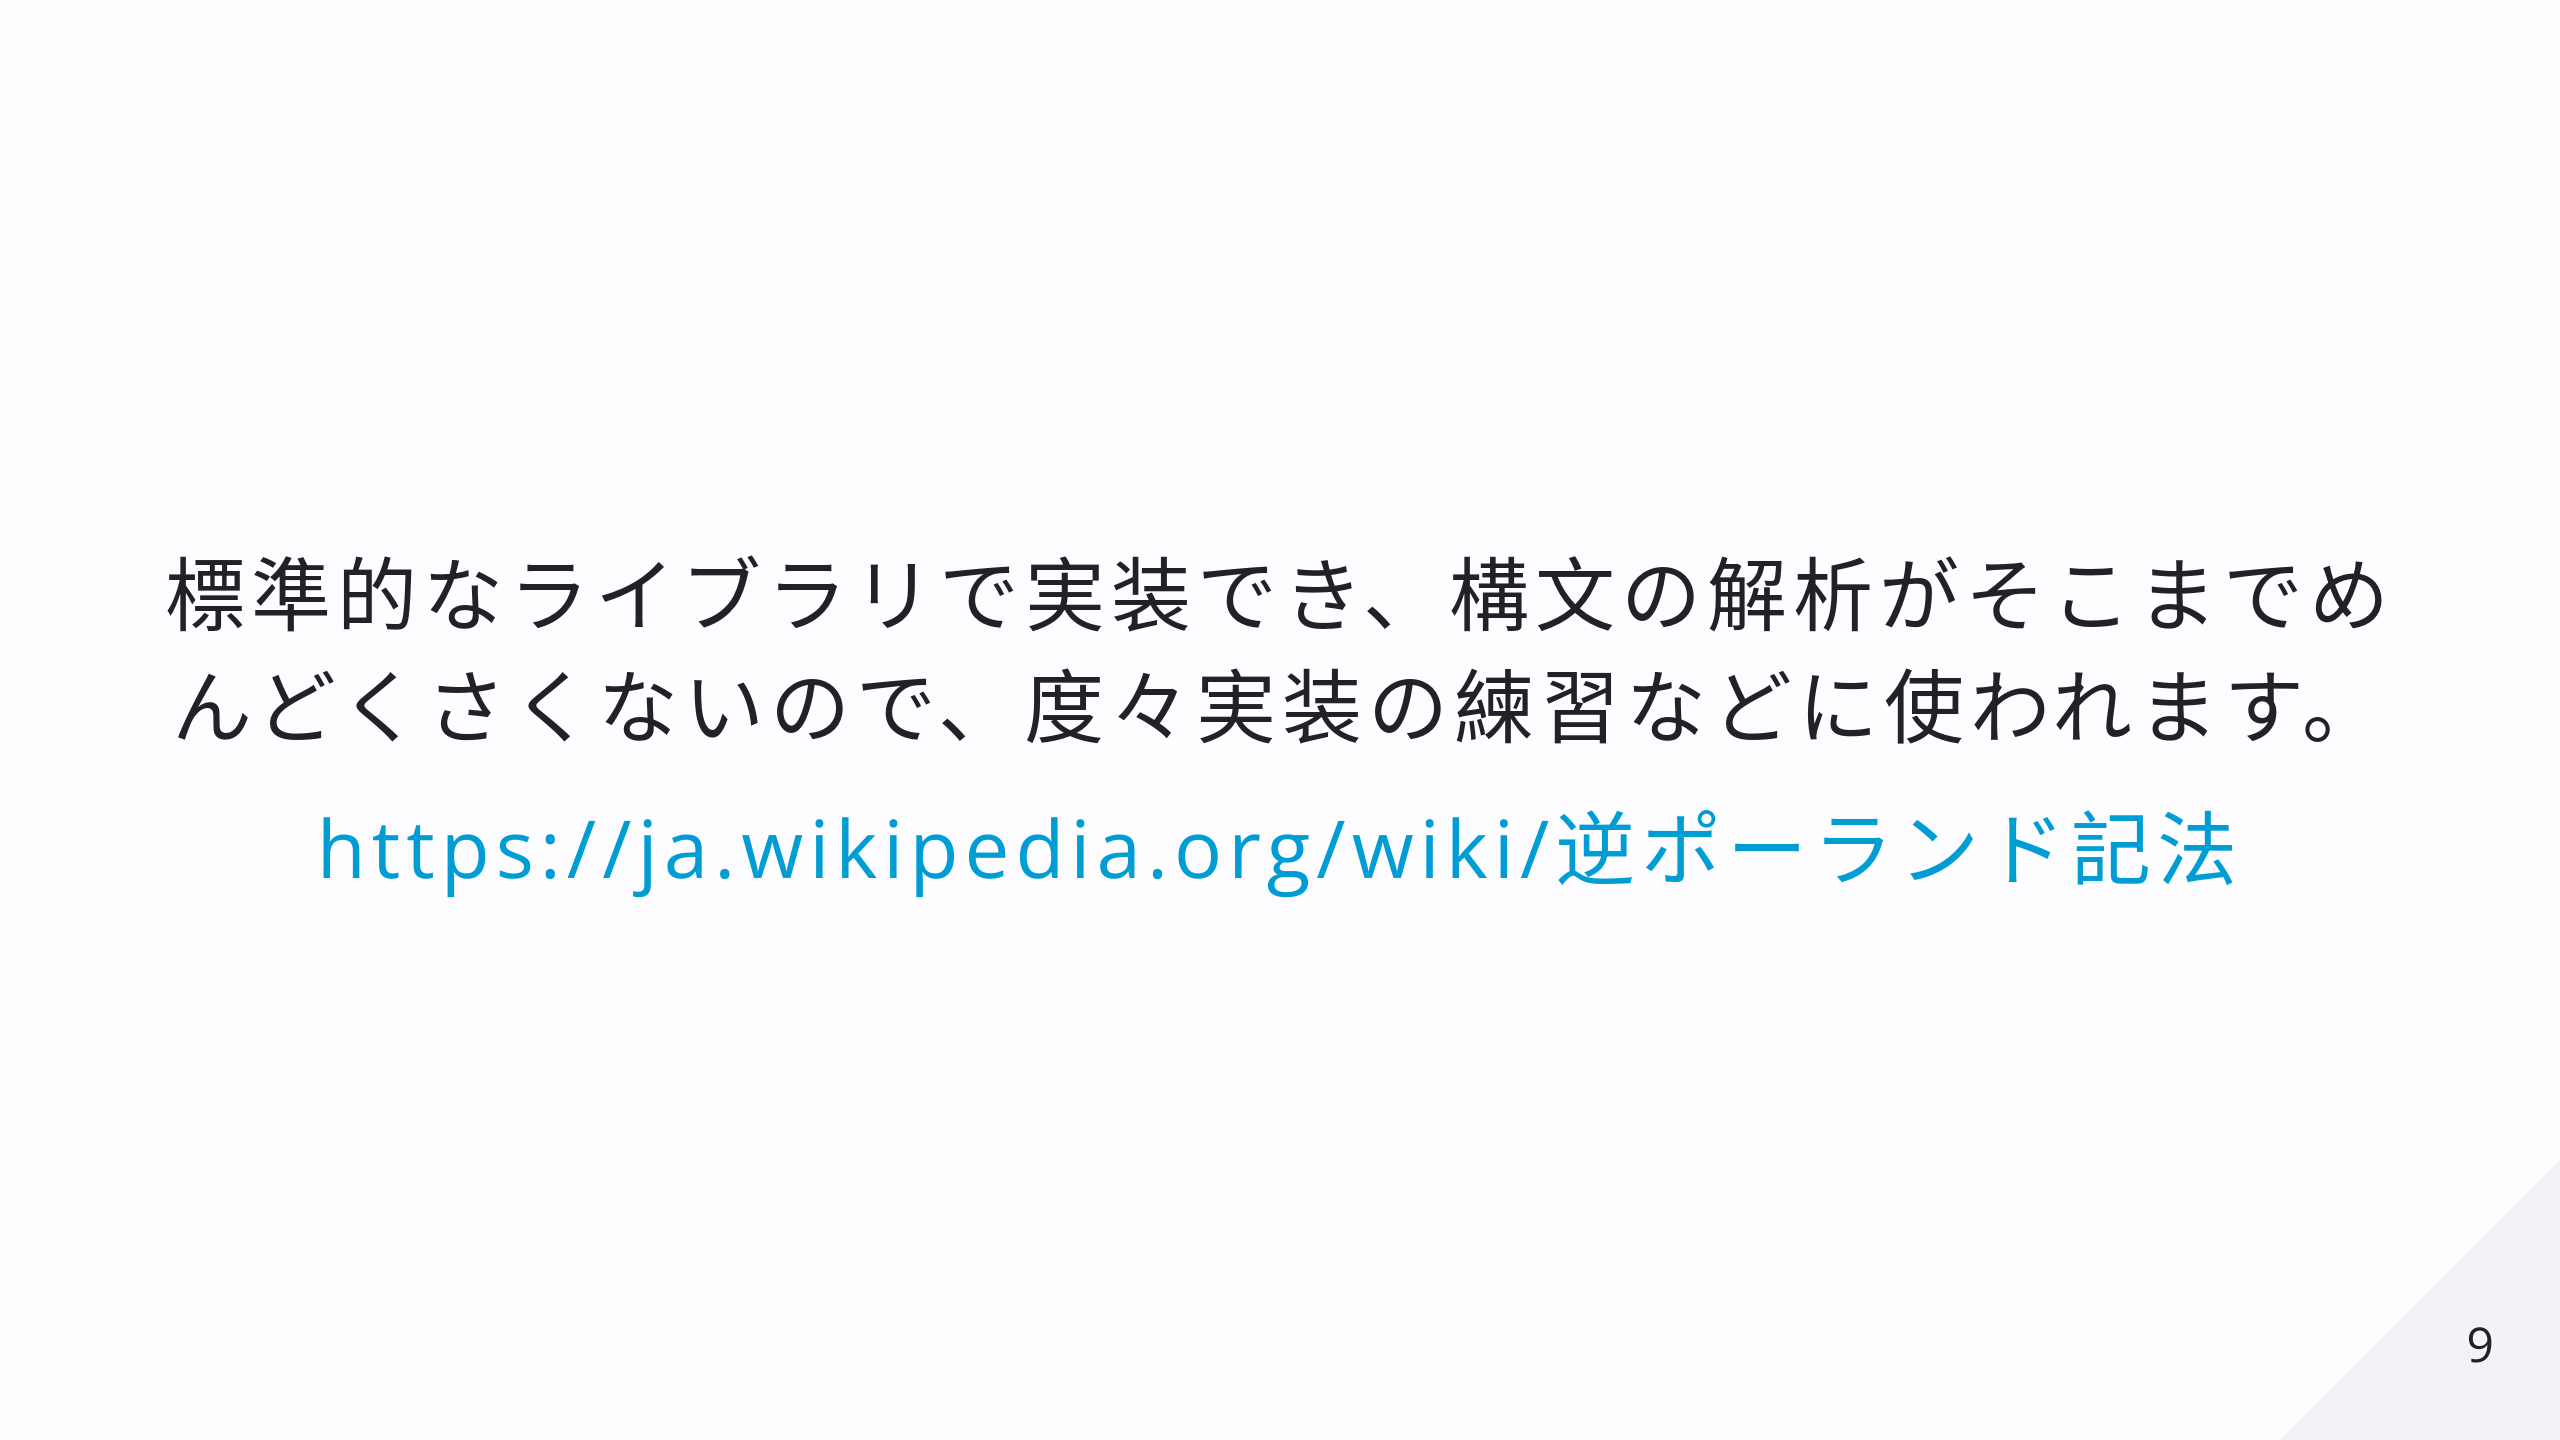 標準的なライブラリで実装でき、構文の解析がそこまでめ
んどくさくないので、度々実装の練習などに使われます。
https://ja.wikipedia.org/wiki/逆ポーランド記法
9